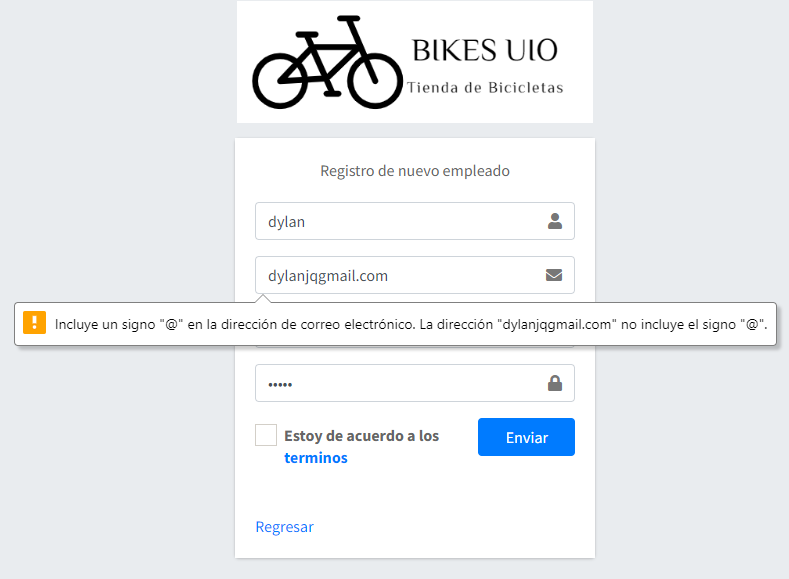 BIKES UIO
Tienda de Bicicletas
Registro de nuevo empleado
dylan
dylanjqgmail.com
Incluye un signo "@" en la dirección de correo electrónico. La dirección "dylanjqgmail.com" no incluye el signo "@".
•••••
Estoy de acuerdo a los
terminos
Enviar
Regresar